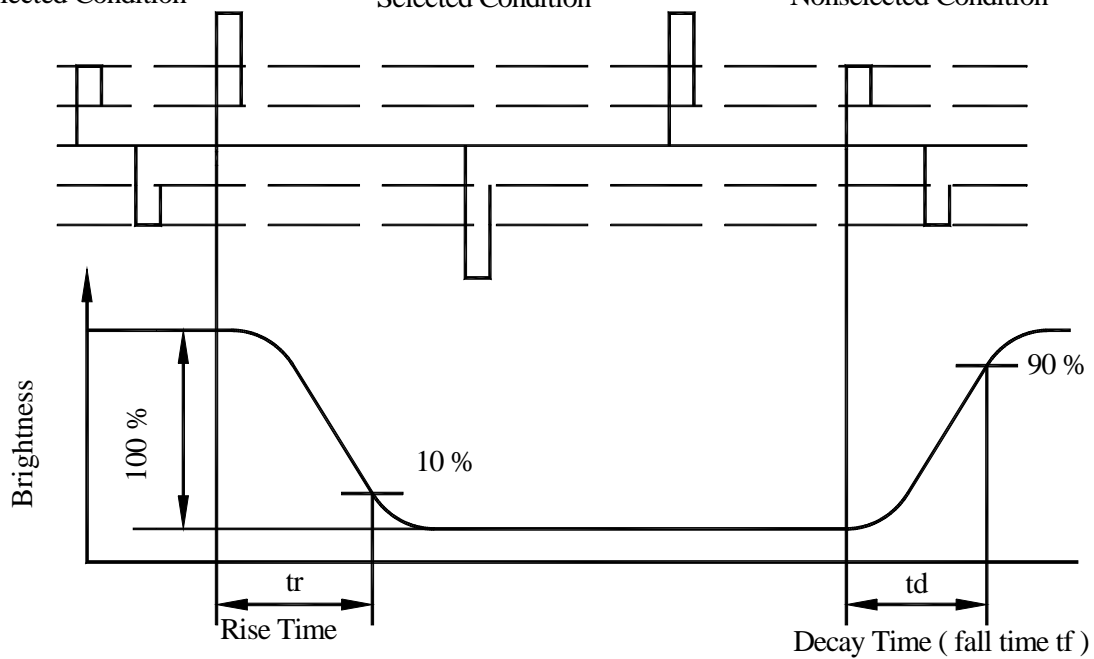 Selected Condition
Nonselected Condition
90 %
100 %
10 %
Brightness
tr
td
Rise Time
Decay Time ( fall time tf )